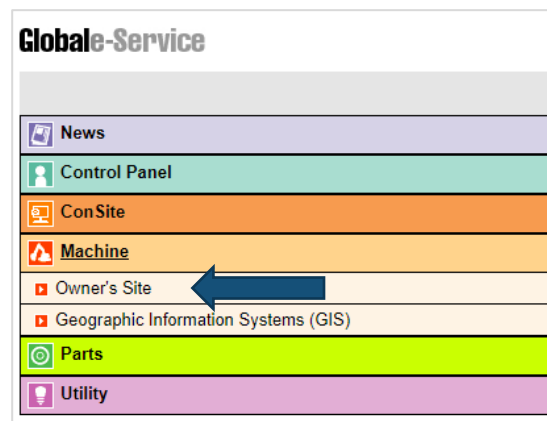 Globale-Service
News
Control Panel
ConSite
Machine
Owner's Site
Geographic Information Systems (GIS)
Parts
Utility